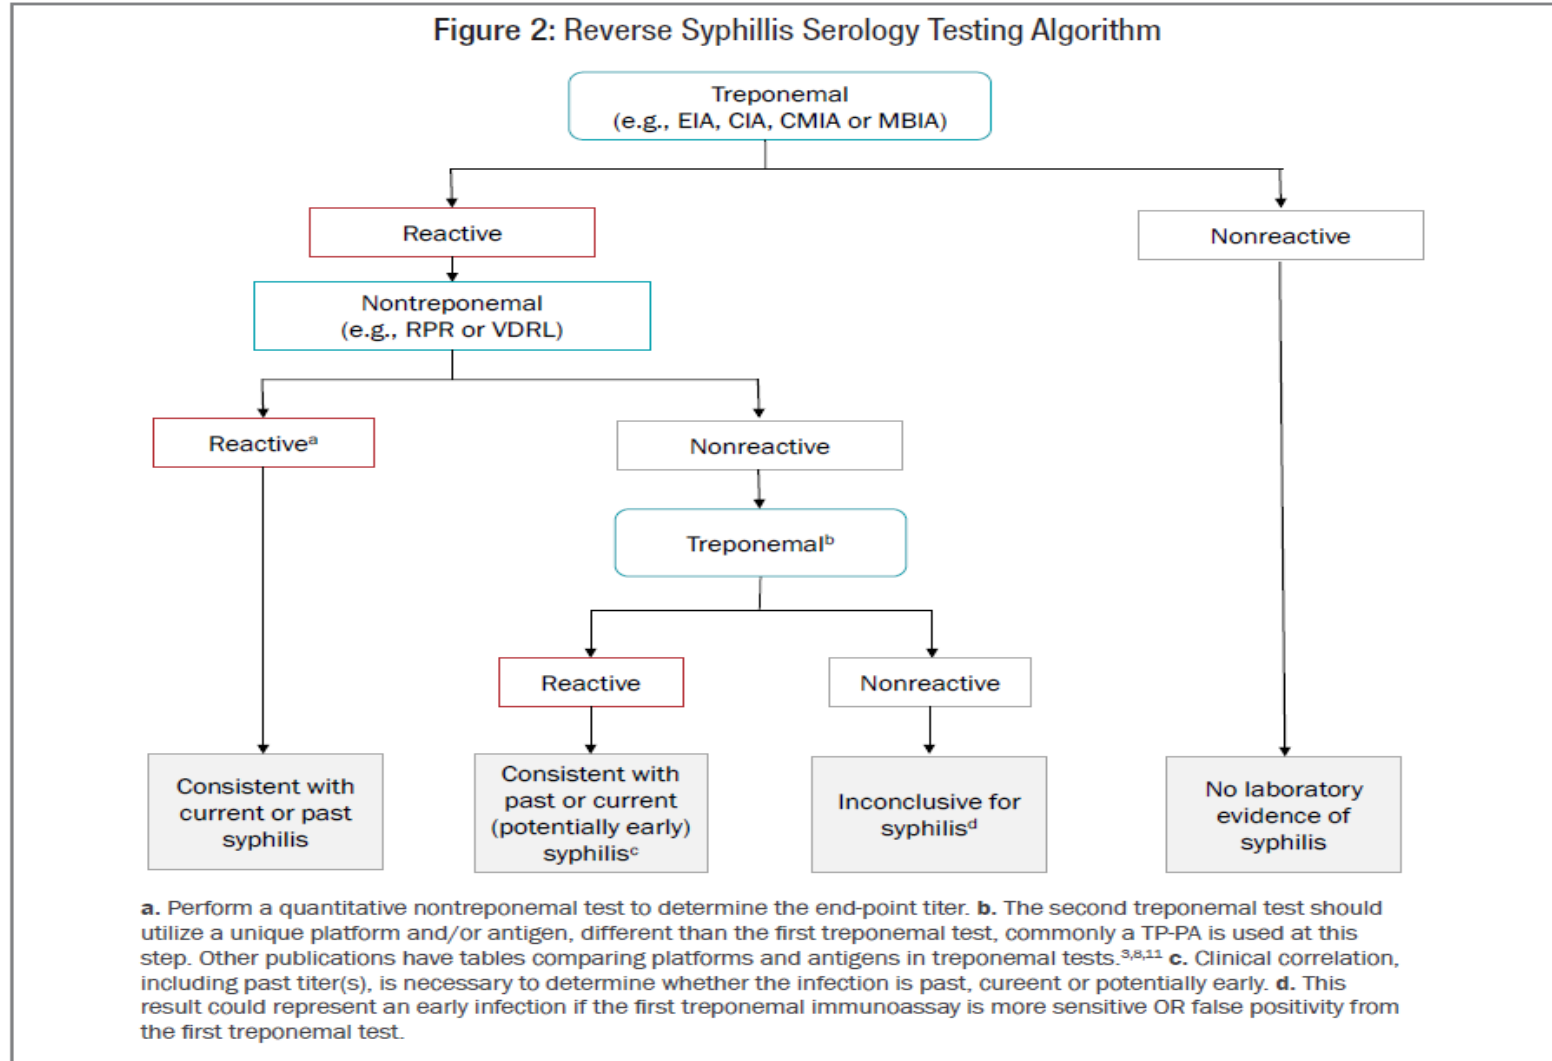 Figure 2: Reverse Syphillis Serology Testing Algorithm
Treponemal
(e.g., EIA, CIA, CMIA or MBIA)
Reactive
Nonreactive
Nontreponemal
(e.g., RPR or VDRL)
Reactiveᵃ
Nonreactive
Treponemalᵇ
Reactive
Nonreactive
Consistent with
current or past
syphilis
Consistent with
past or current
(potentially early)
syphilisᶜ
Inconclusive for
syphilisᵈ
No laboratory
evidence of
syphilis
a. Perform a quantitative nontreponemal test to determine the end-point titer. b. The second treponemal test should
utilize a unique platform and/or antigen, different than the first treponemal test, commonly a TP-PA is used at this
step. Other publications have tables comparing platforms and antigens in treponemal tests.³,⁸,¹¹ c. Clinical correlation,
including past titer(s), is necessary to determine whether the infection is past, cureent or potentially early. d. This
result could represent an early infection if the first treponemal immunoassay is more sensitive OR false positivity from
the first treponemal test.